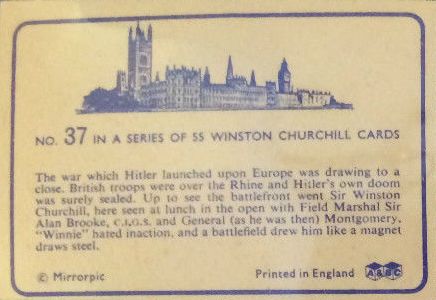 NO. 37 IN A SERIES OF 55 WINSTON CHURCHILL CARDS
The war which Hitler launched upon Europe was drawing to a
close. British troops were over the Rhine and Hitler's own doom
was surely sealed. Up to see the battlefront went Sir Winston
Churchill, here seen at lunch in the open with Field Marshal Sir
Alan Brooke, C.I.G.S. and General (as he was then) Montgomery.
"Winnie" hated inaction, and a battlefield drew him like a magnet
draws steel.
© Mirrorpic
Printed in England A&BC